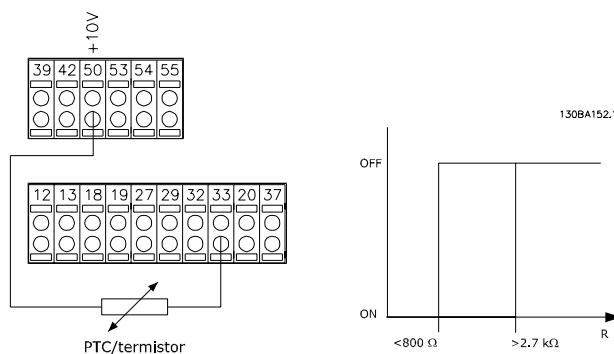 +10V
39 42 50 53 54 55
12 13 18 19 27 29 32 33 20 37
PTC/termistor
130BA152.1
OFF
ON
<800 Ω >2.7 kΩ R